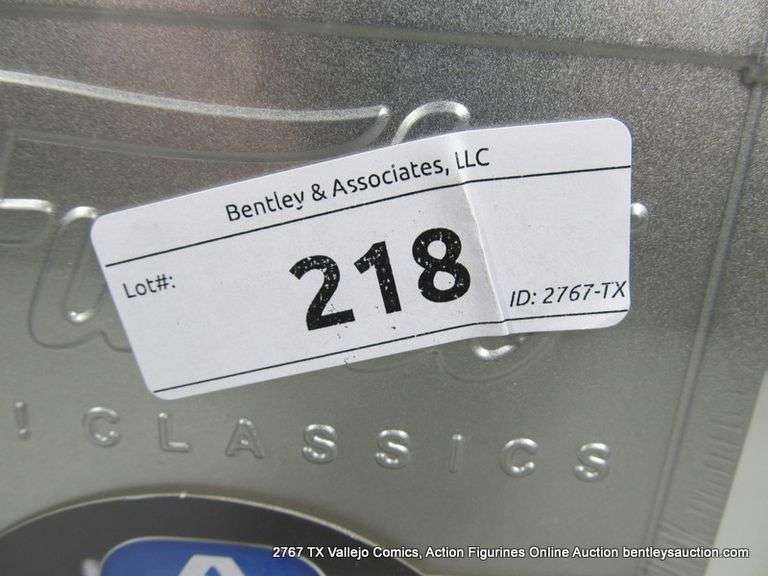 Bentley & Associates, LLC
Lot#:
218
ID: 2767-TX
! CLASSICS
2767 TX Vallejo Comics, Action Figurines Online Auction bentleysauction.com